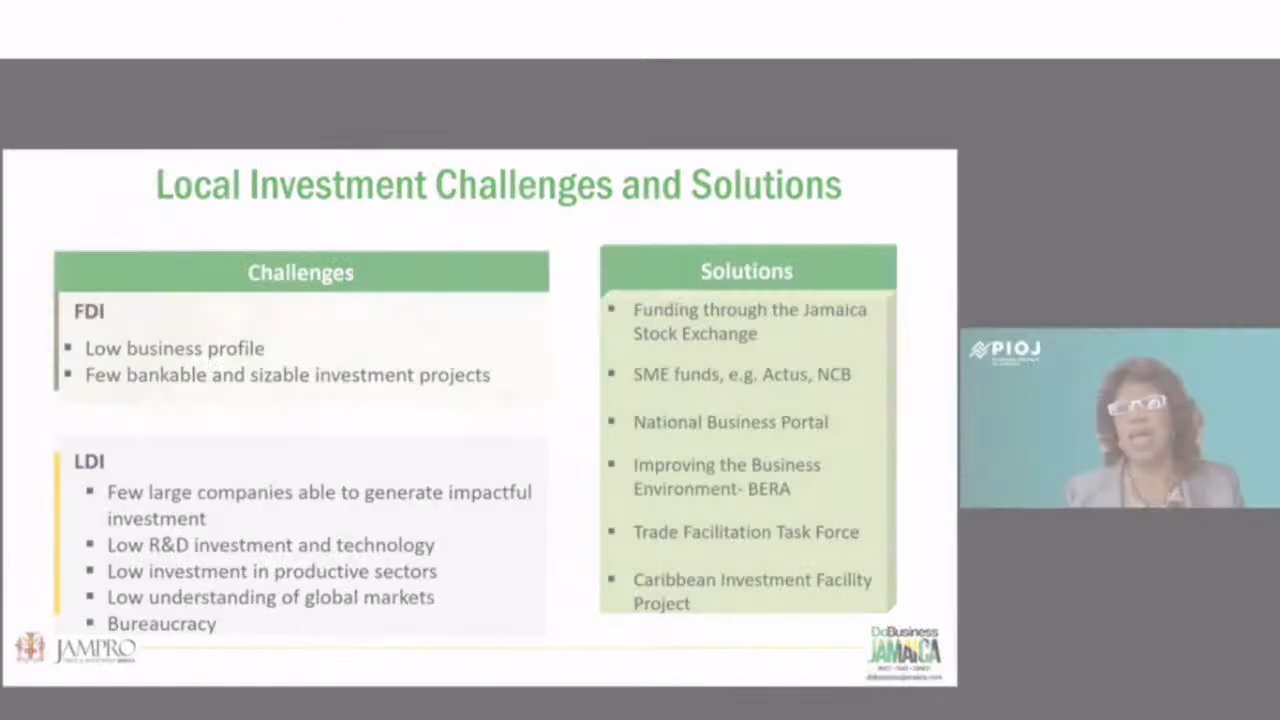 Local Investment Challenges and Solutions
Challenges
FDI
▪ Low business profile
▪ Few bankable and sizable investment projects
LDI
▪ Few large companies able to generate impactful
investment
▪ Low R&D investment and technology
▪ Low investment in productive sectors
▪ Low understanding of global markets
▪ Bureaucracy
Solutions
▪ Funding through the Jamaica
Stock Exchange
▪ SME funds, e.g. Actus, NCB
▪ National Business Portal
▪ Improving the Business
Environment- BERA
▪ Trade Facilitation Task Force
▪ Caribbean Investment Facility
Project
JAMPRO
DoBusiness
JAMAICA
dobusinessjamaica.com
PIOJ